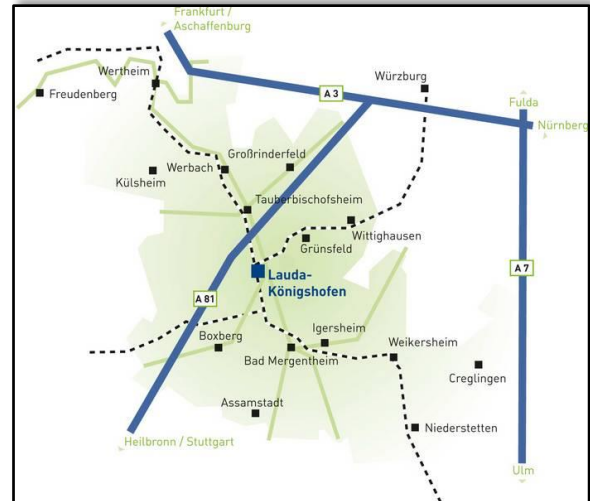 Frankfurt /
Aschaffenburg
Wertheim
Würzburg
Freudenberg
A 3
Fulda
Nürnberg
Großrinderfeld
Werbach
Külsheim
Tauberbischofsheim
Wittighausen
Grünsfeld
Lauda-
Königshofen
A 7
A 81
Igersheim
Boxberg
Weikersheim
Bad Mergentheim
Creglingen
Assamstadt
Niederstetten
Heilbronn / Stuttgart
Ulm